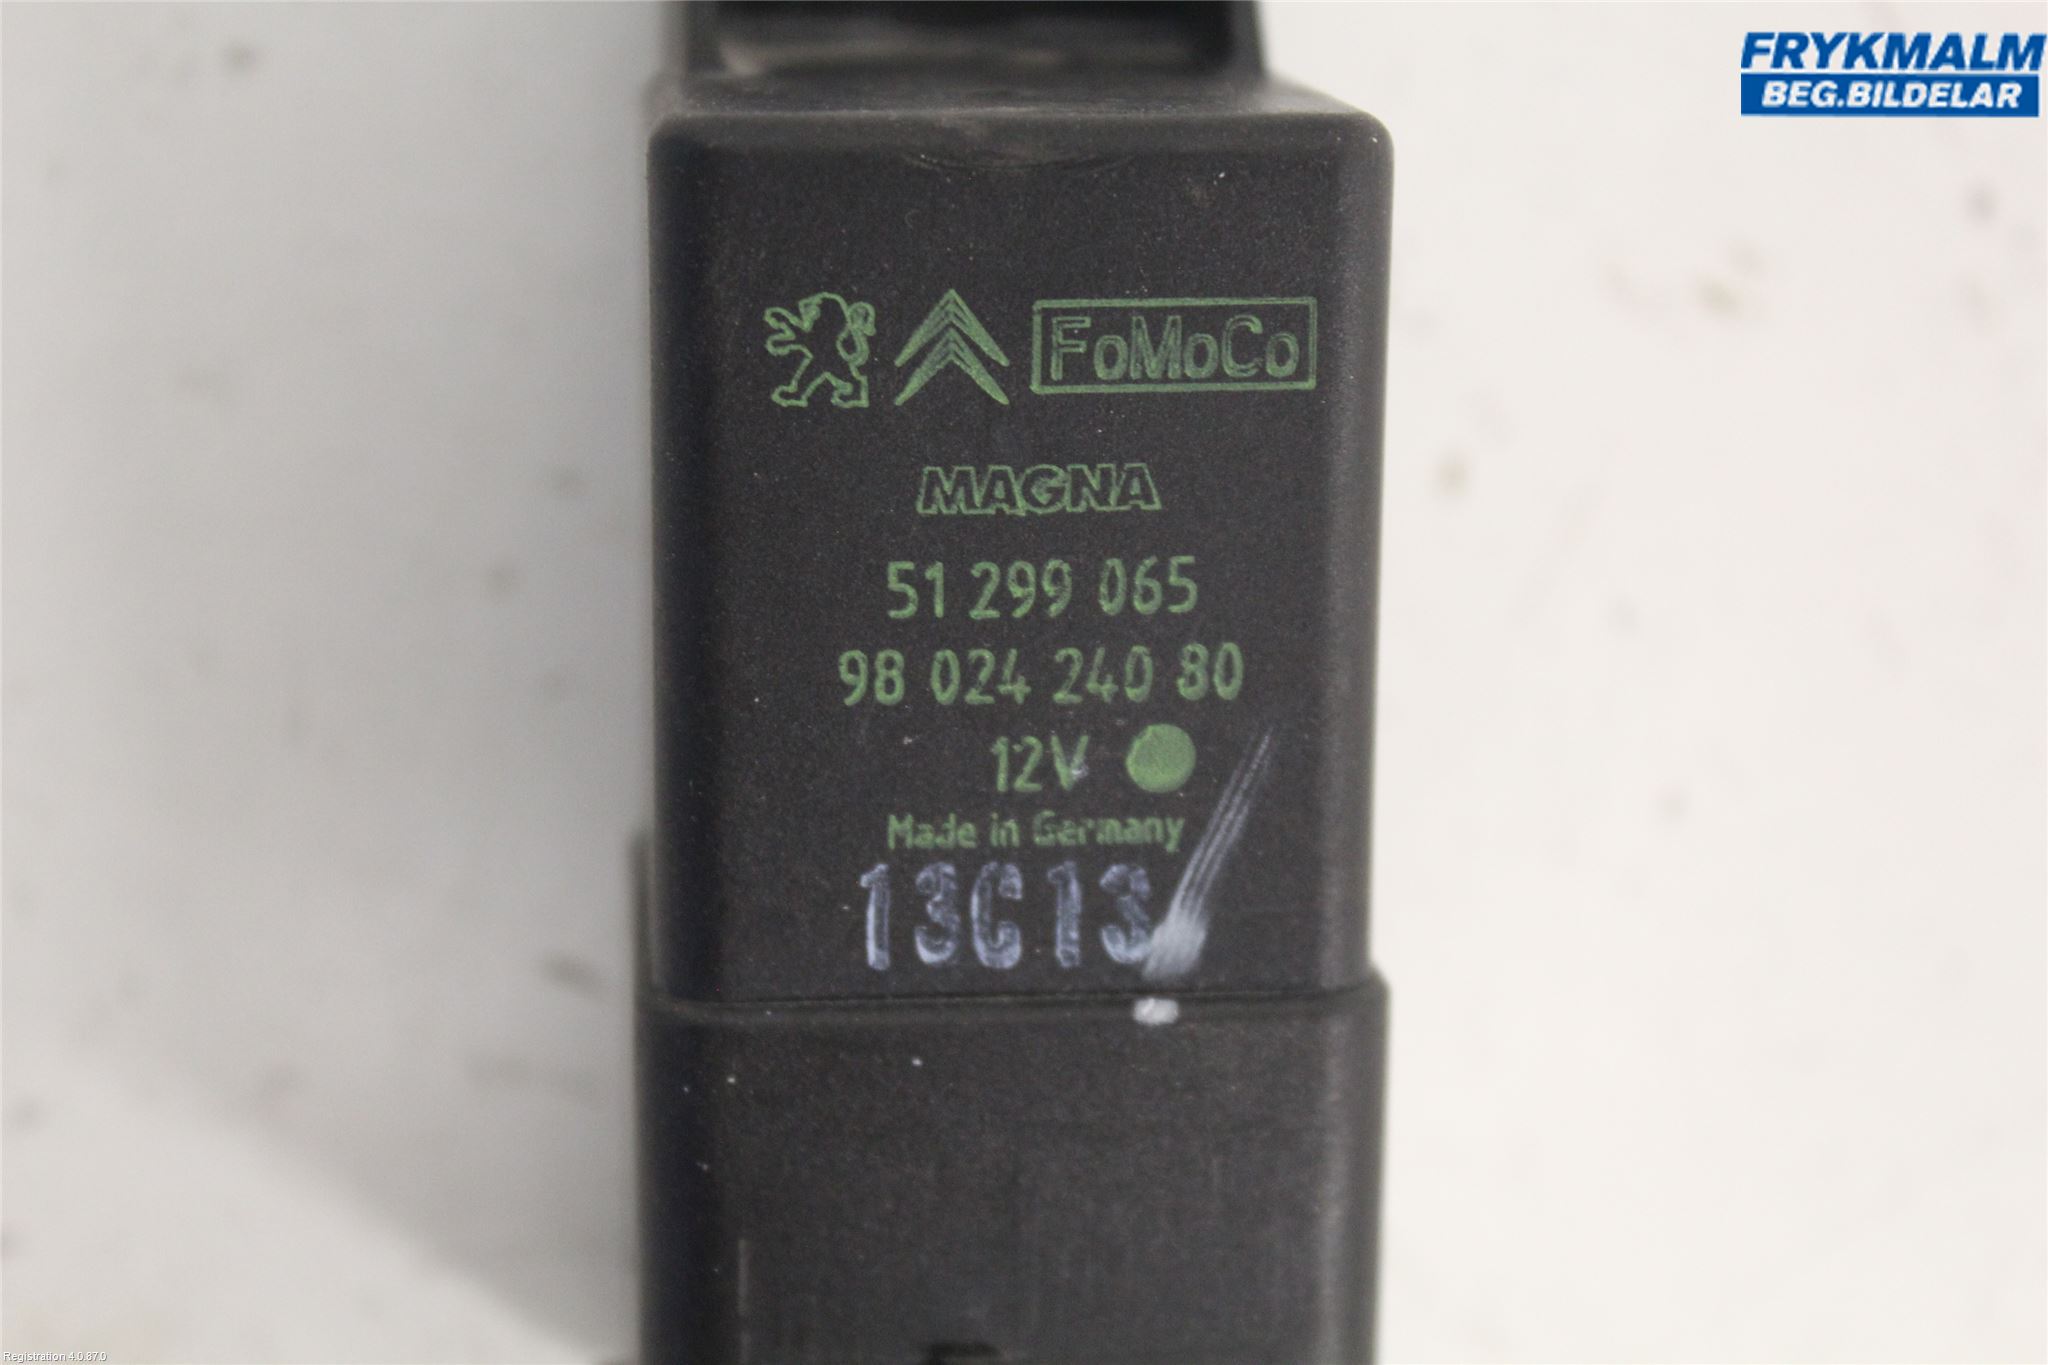 FRYKMALM
BEG.BILDELAR
FoMoCo
MAGNA
51 299 065
98 024 240 80
12V
Made in Germany
13C13
Registration 4.0.87.0